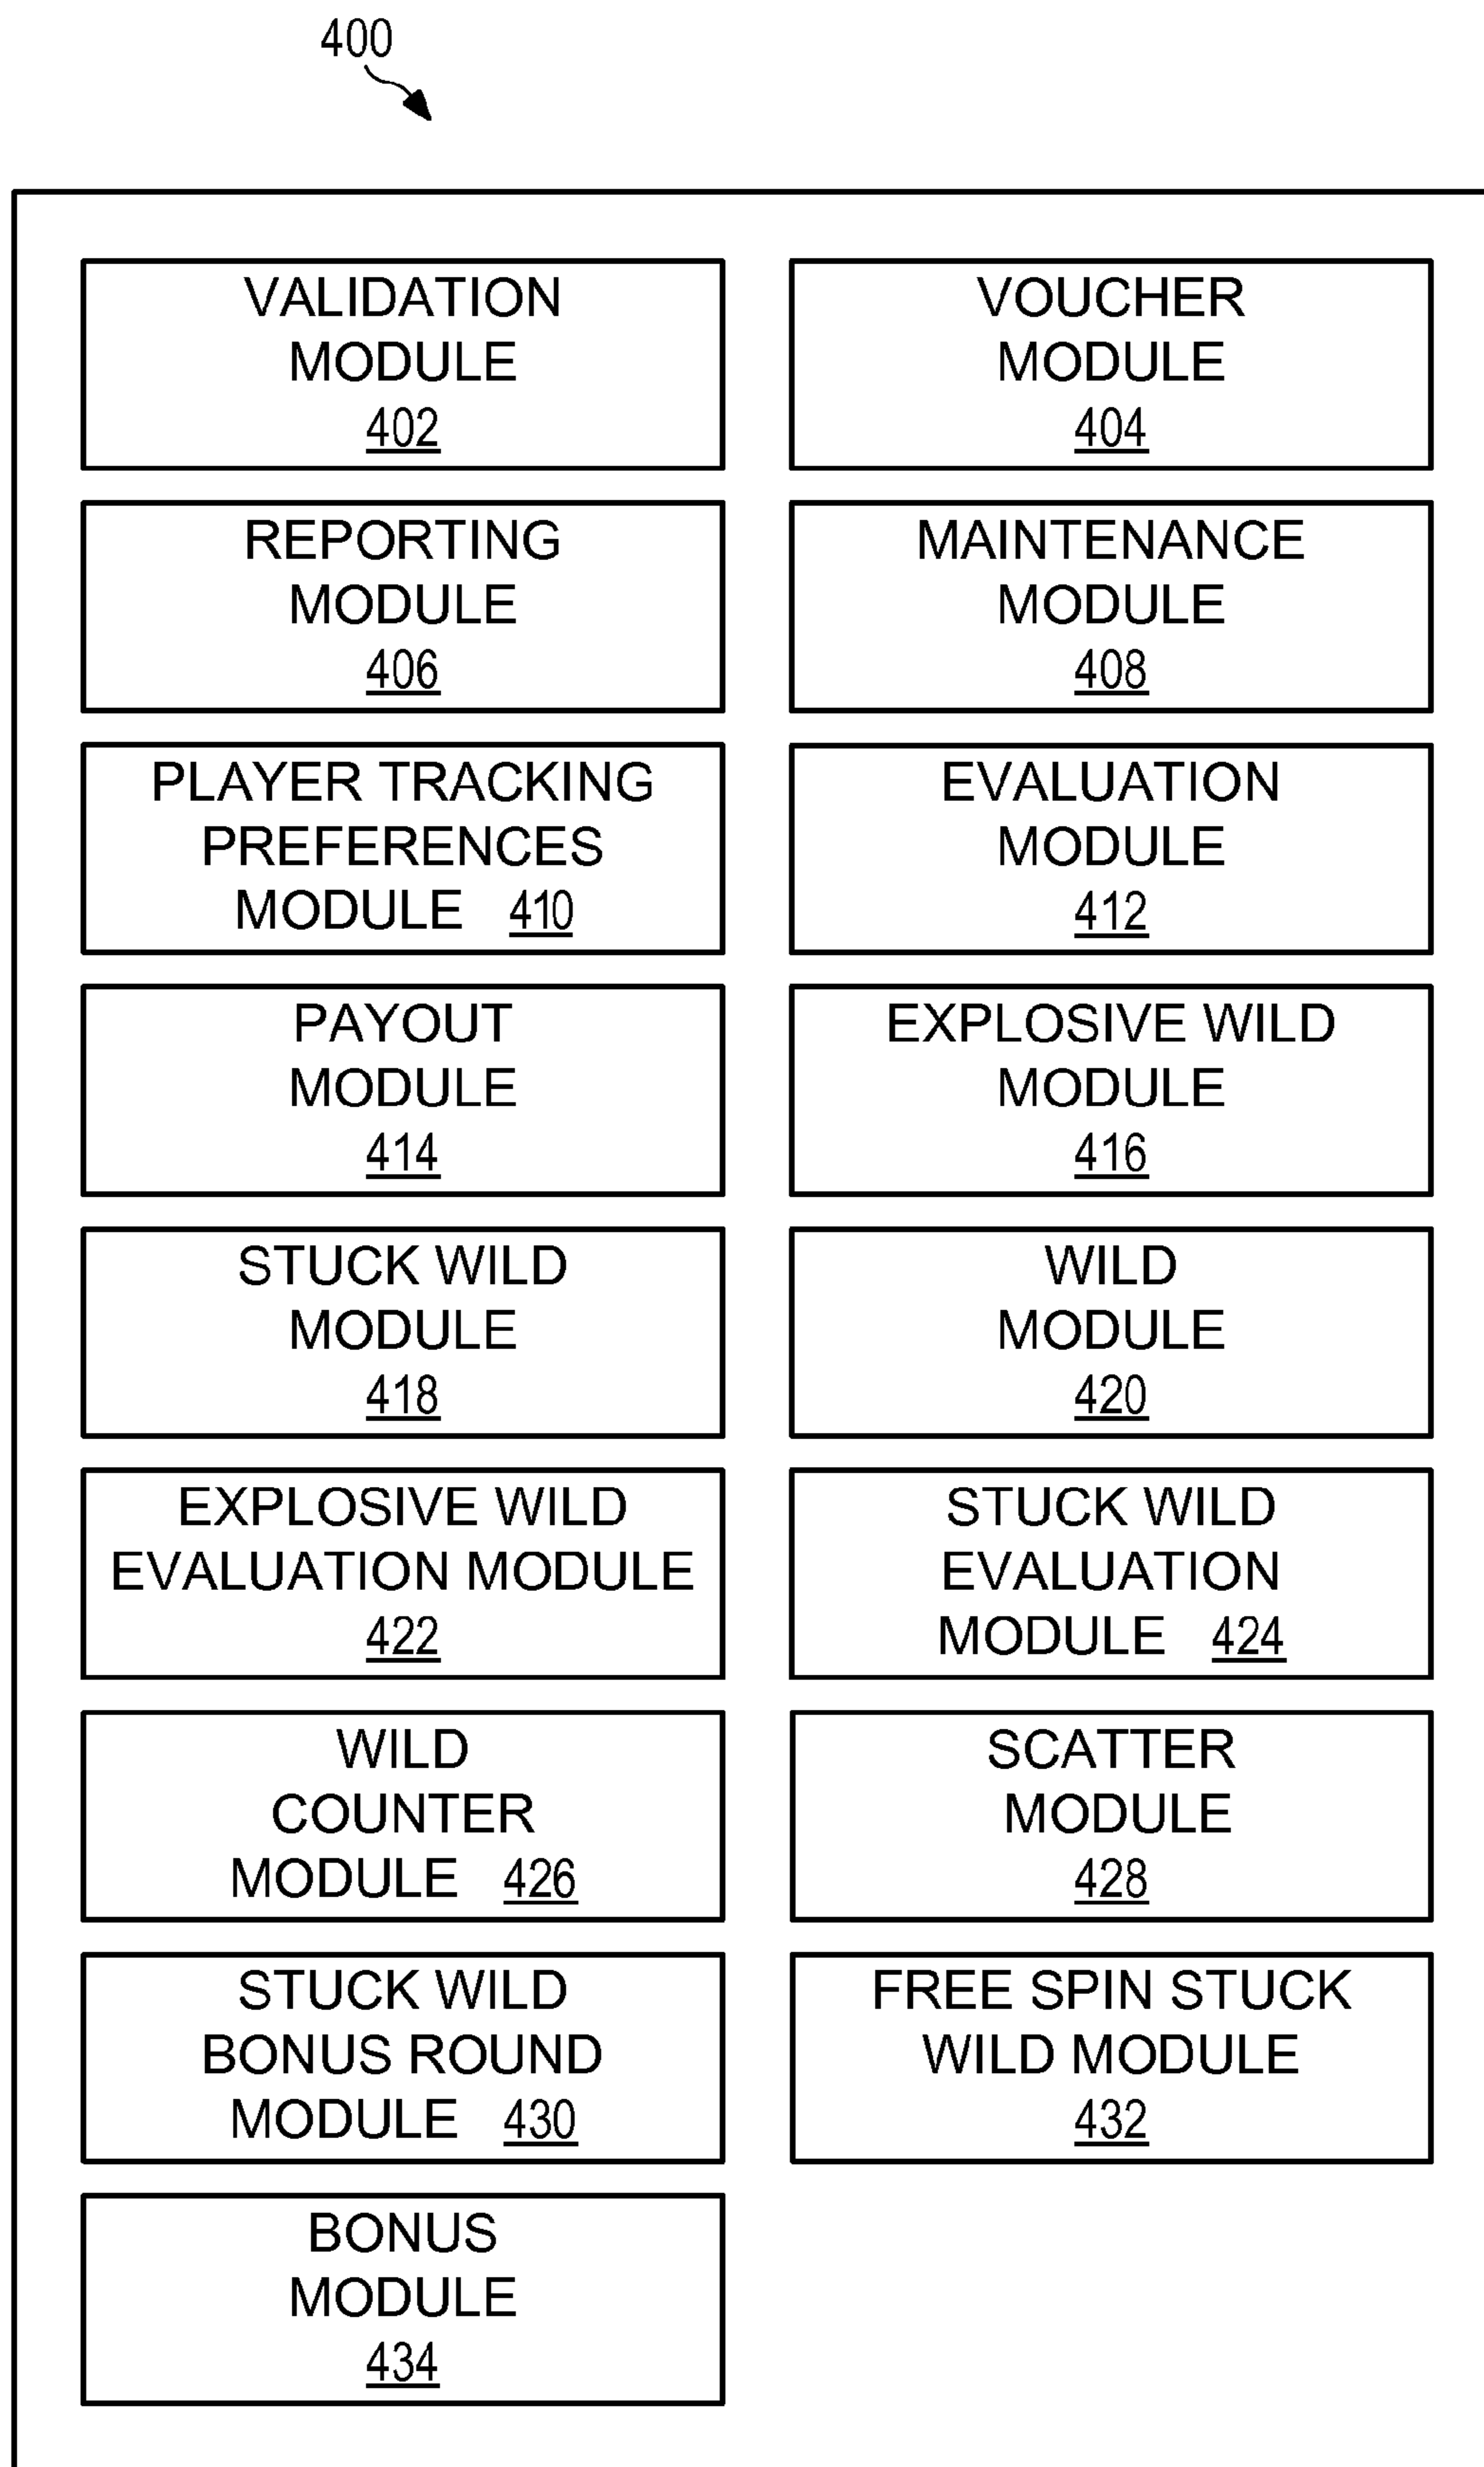 400
VALIDATION
MODULE
402
VOUCHER
MODULE
404
REPORTING
MODULE
406
MAINTENANCE
MODULE
408
PLAYER TRACKING
PREFERENCES
MODULE 410
EVALUATION
MODULE
412
PAYOUT
MODULE
414
EXPLOSIVE WILD
MODULE
416
STUCK WILD
MODULE
418
WILD
MODULE
420
EXPLOSIVE WILD
EVALUATION MODULE
422
STUCK WILD
EVALUATION
MODULE 424
WILD
COUNTER
MODULE 426
SCATTER
MODULE
428
STUCK WILD
BONUS ROUND
MODULE 430
FREE SPIN STUCK
WILD MODULE
432
BONUS
MODULE
434